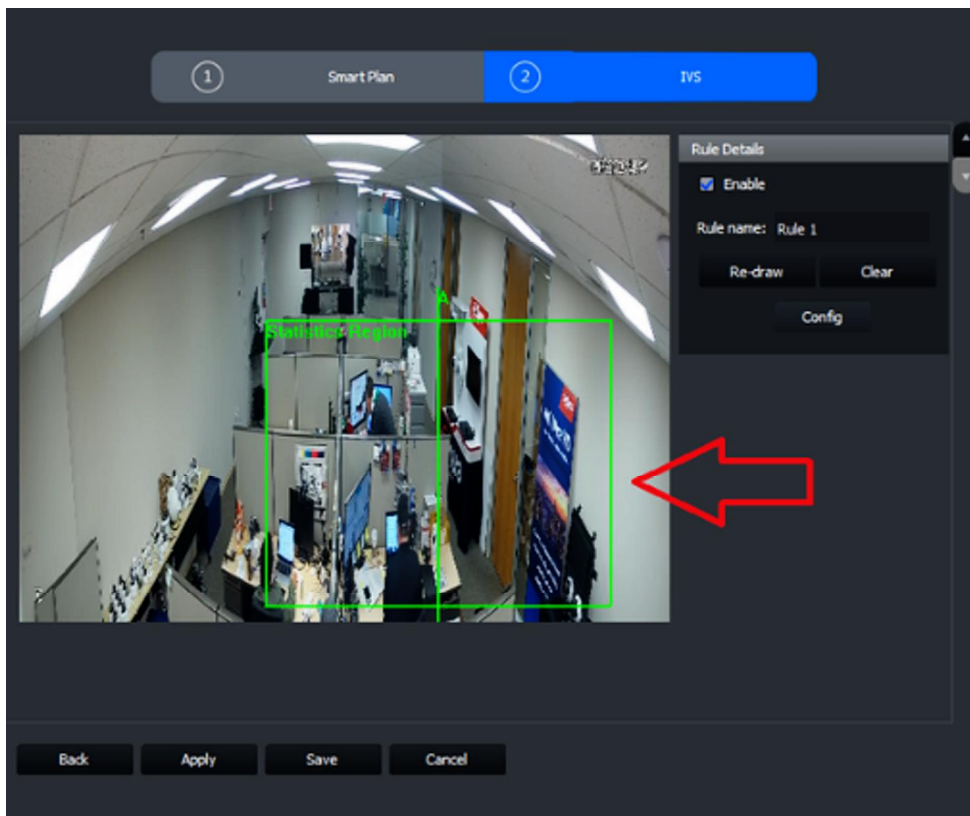 1 Smart Plan 2 IVS
Rule Details
Enable
Rule name: Rule 1
Re-draw Clear
Config
A
Statistics Region
Back Apply Save Cancel